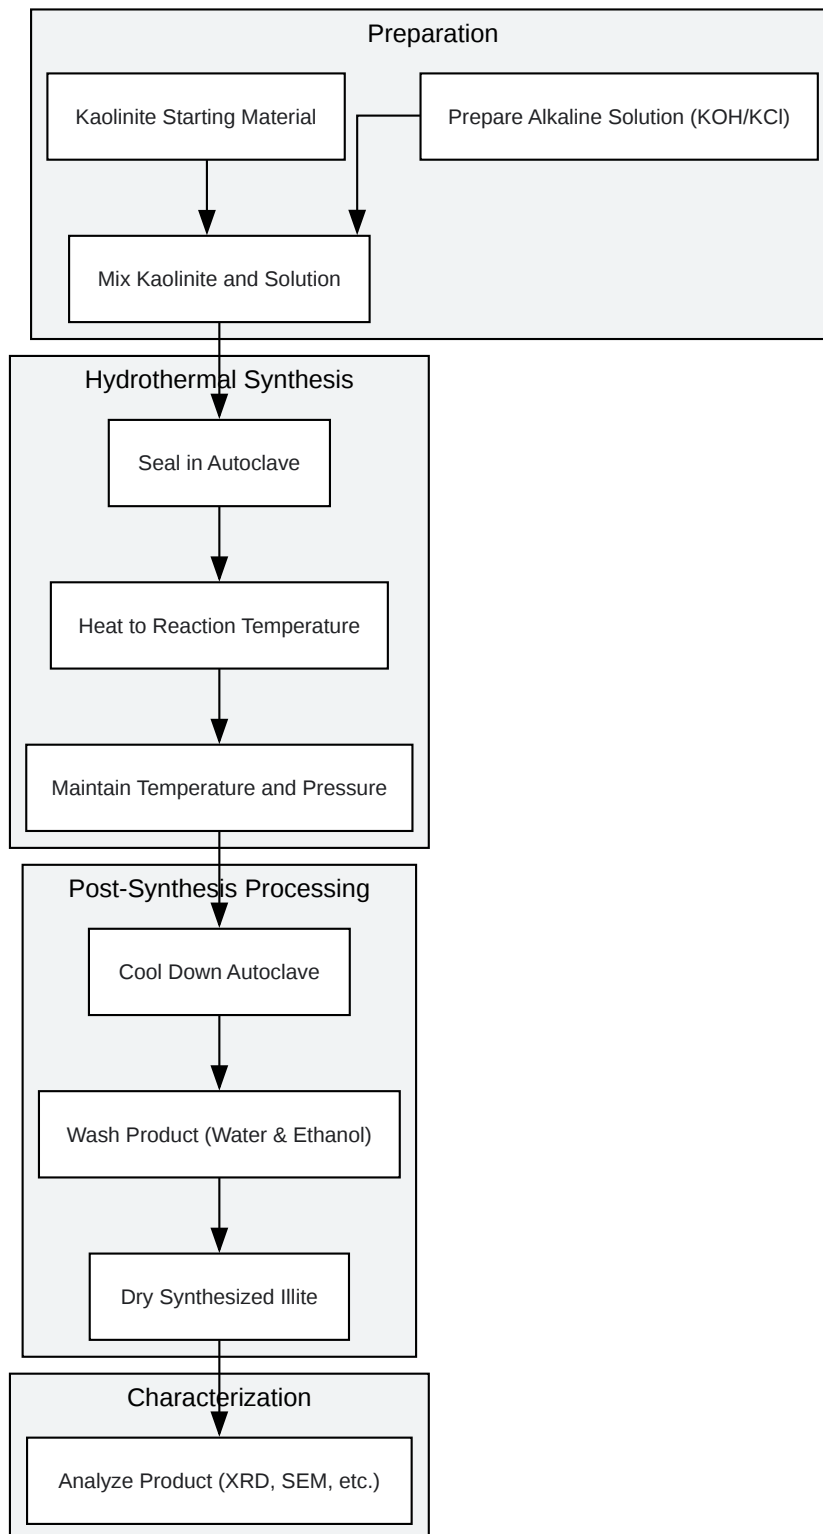 Preparation
Kaolinite Starting Material
Prepare Alkaline Solution (KOH/KCl)
Mix Kaolinite and Solution
Hydrothermal Synthesis
Seal in Autoclave
Heat to Reaction Temperature
Maintain Temperature and Pressure
Post-Synthesis Processing
Cool Down Autoclave
Wash Product (Water & Ethanol)
Dry Synthesized Illite
Characterization
Analyze Product (XRD, SEM, etc.)